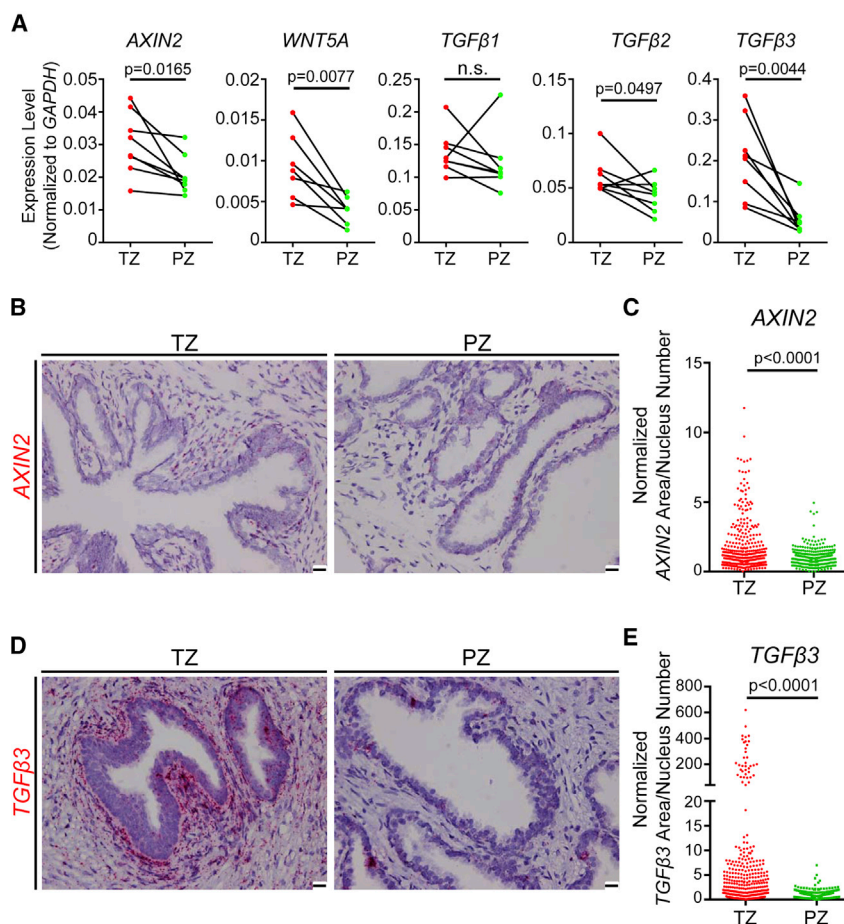 A
AXIN2 WNT5A TGFβ1 TGFβ2 TGFβ3
Expression Level
(Normalized to GAPDH)
0.05
0.04
0.03
0.02
0.01
0
p=0.0165
TZ PZ
0.02
0.015
0.010
0.005
0
p=0.0077
TZ PZ
0.25
0.2
0.15
0.1
0.05
0
n.s.
TZ PZ
0.15
0.10
0.05
0
p=0.0497
TZ PZ
0.4
0.3
0.2
0.1
0
p=0.0044
TZ PZ
B
TZ PZ
AXIN2
C
AXIN2
Normalized
AXIN2 Area/Nucleus Number
15
10
5
0
p<0.0001
TZ PZ
D
TZ PZ
TGFβ3
E
TGFβ3
Normalized
TGFβ3 Area/Nucleus Number
800
600
400
200
20
15
10
5
0
p<0.0001
TZ PZ